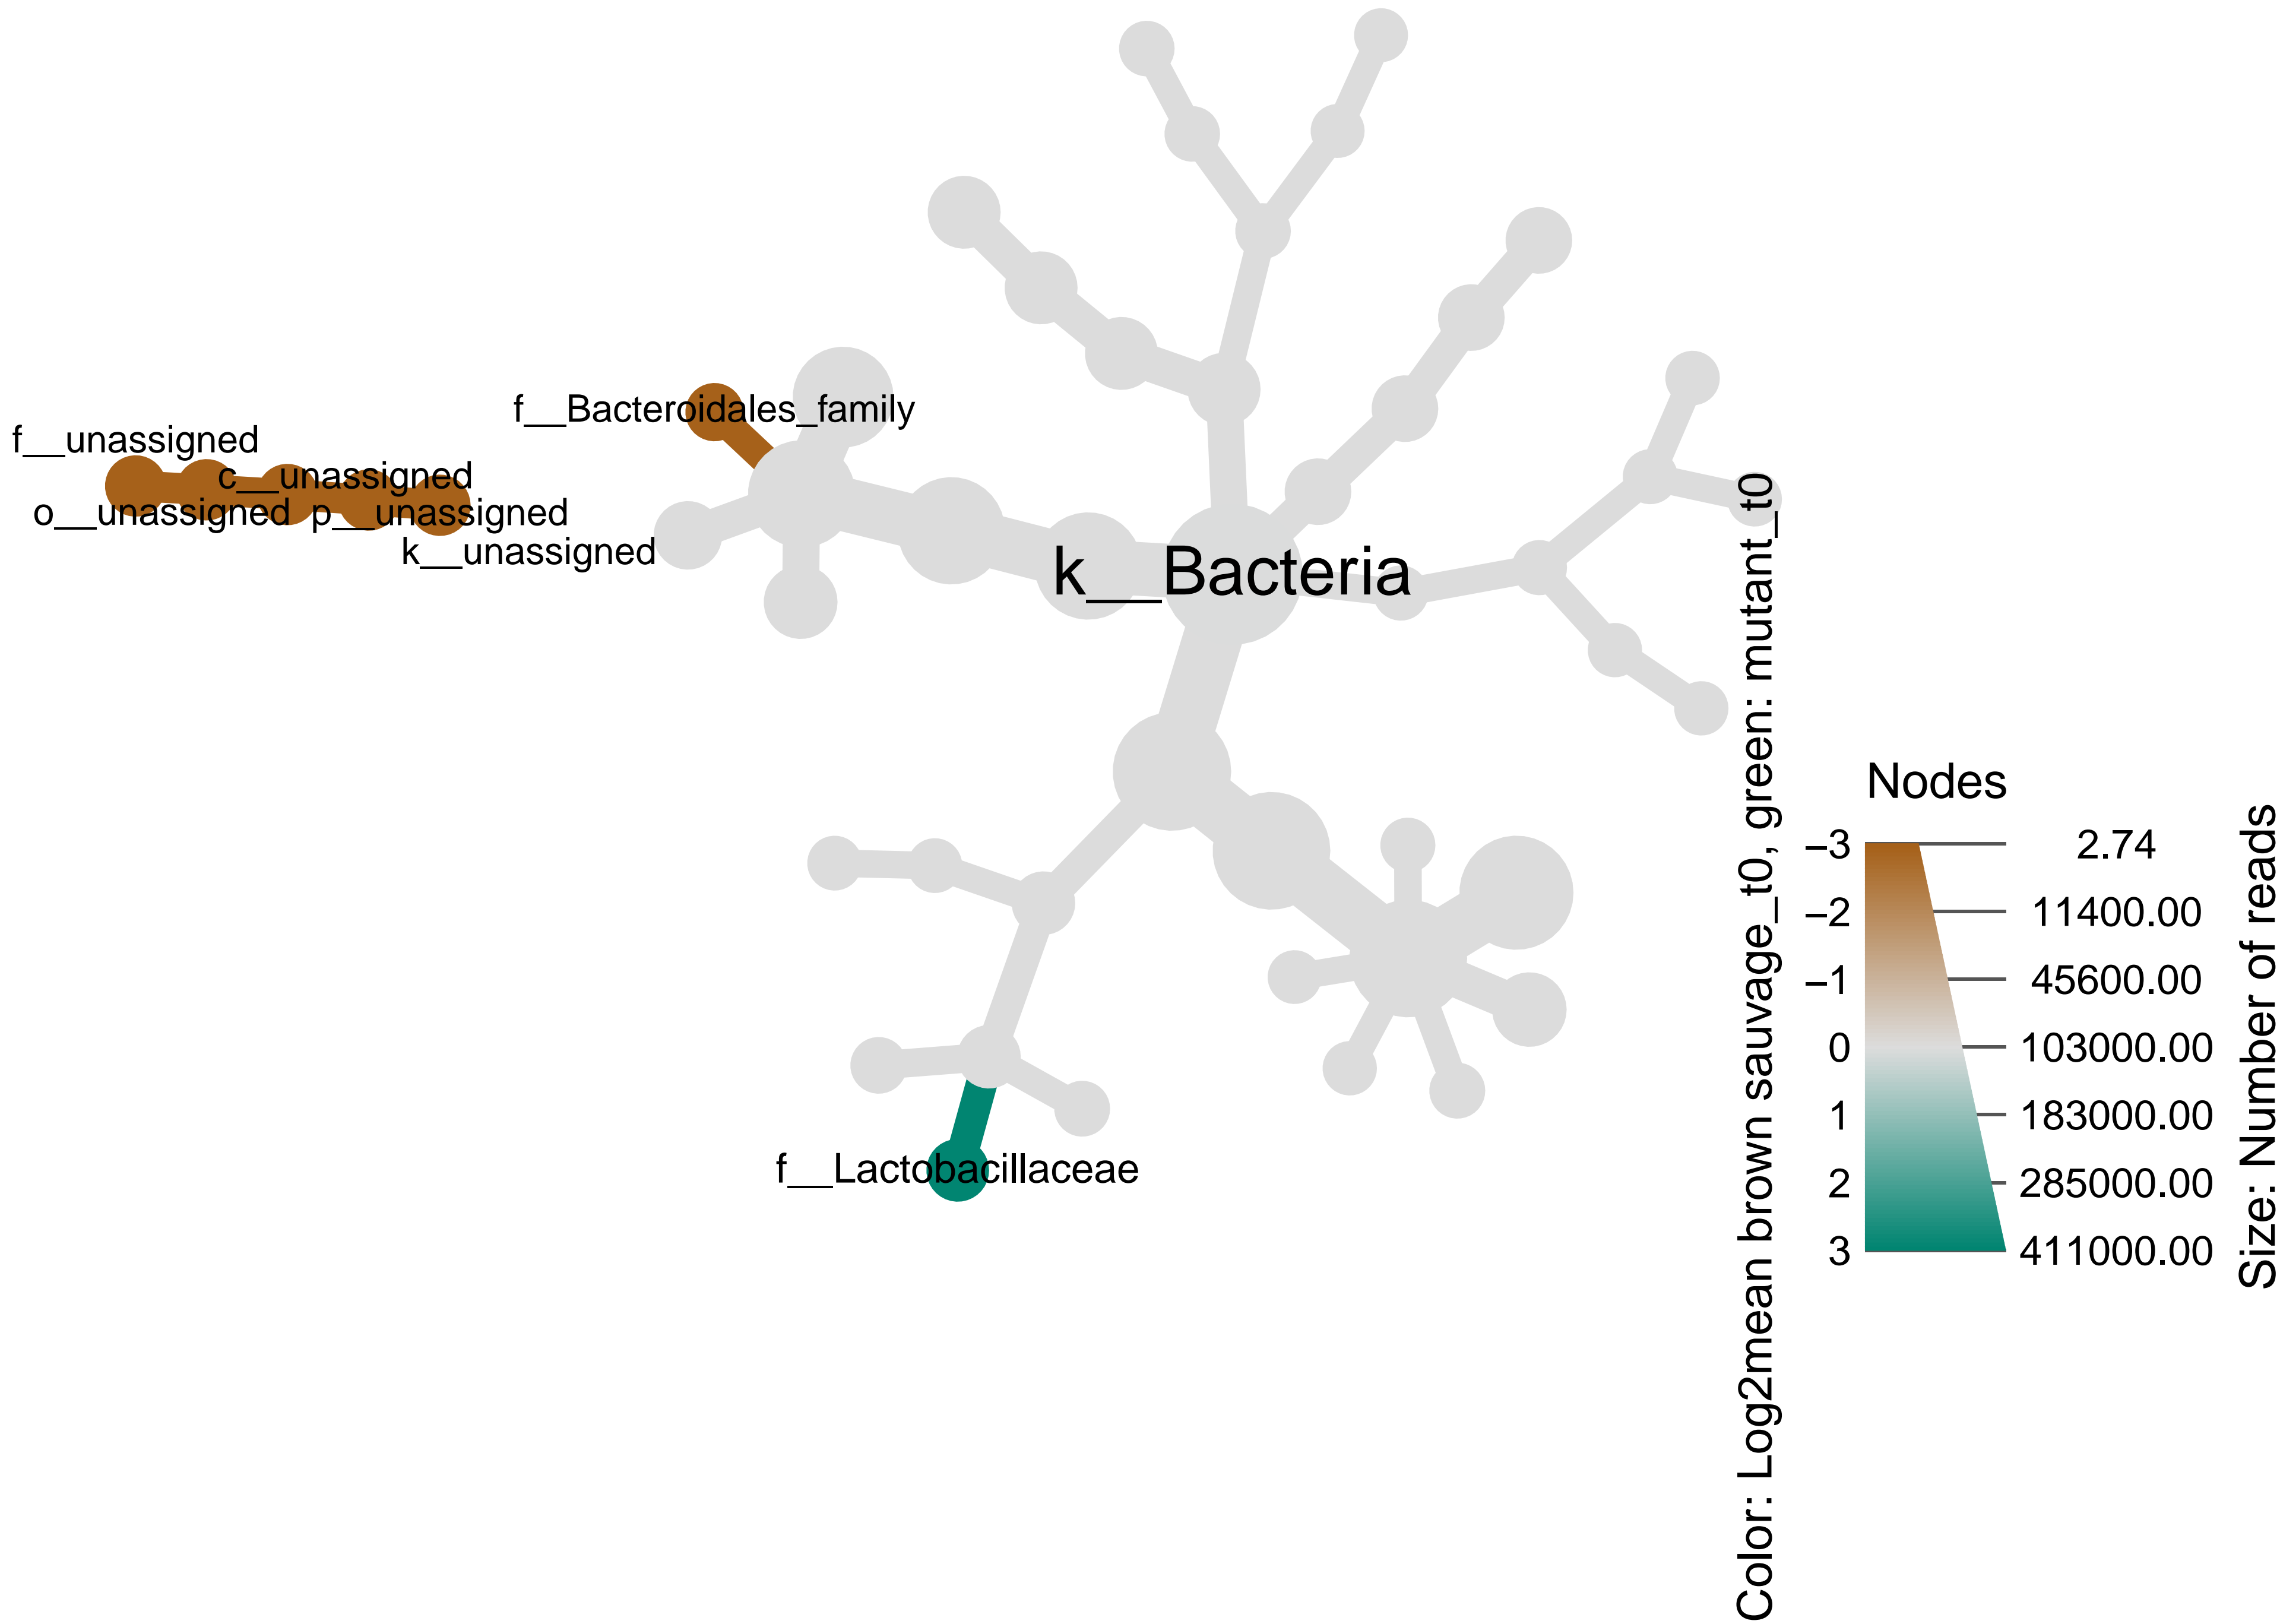 f__Bacteroidales_family
f__unassigned
c__unassigned
o__unassigned
p__unassigned
k__unassigned
k__Bacteria
f__Lactobacillaceae
Color: Log2mean brown sauvage_t0, green: mutant_t0
Nodes
−3 2.74
−2 11400.00
−1 45600.00
0 103000.00
1 183000.00
2 285000.00
3 411000.00
Size: Number of reads